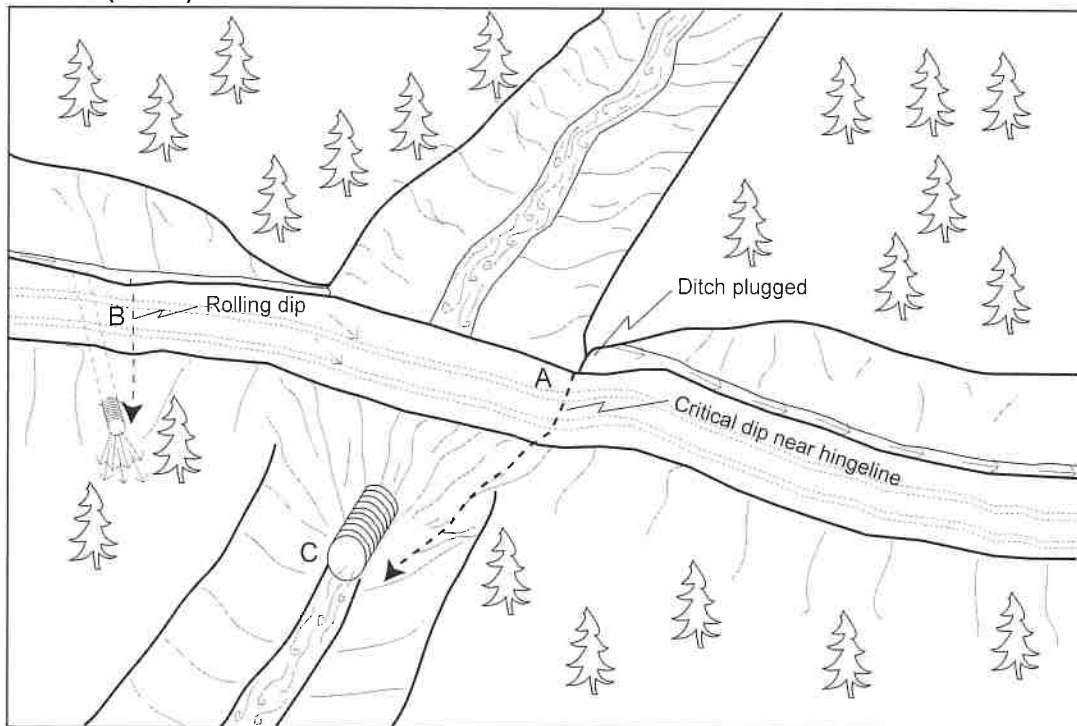 B
Rolling dip
Ditch plugged
A
Critical dip near hingeline
C